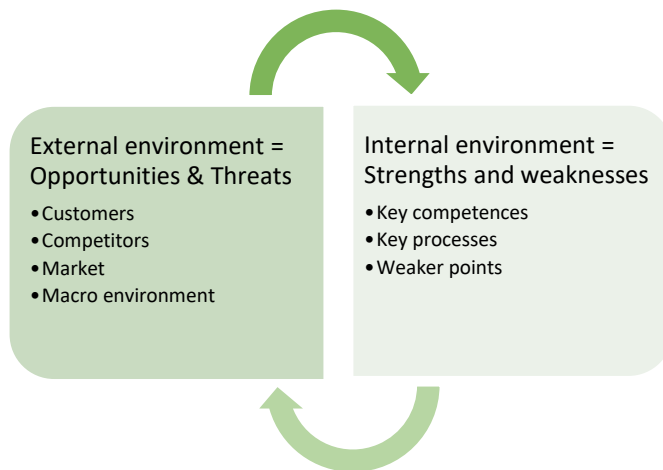 External environment =
Opportunities & Threats
•Customers
•Competitors
•Market
•Macro environment
Internal environment =
Strengths and weaknesses
•Key competences
•Key processes
•Weaker points